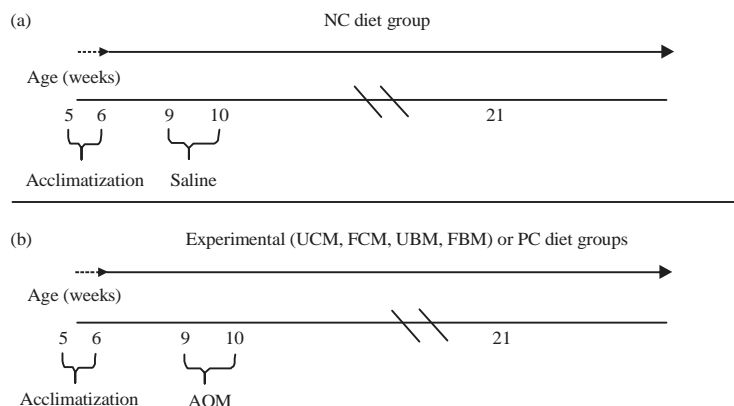 (a) NC diet group
Age (weeks)
5 6 9 10 21
Acclimatization Saline
(b) Experimental (UCM, FCM, UBM, FBM) or PC diet groups
Age (weeks)
5 6 9 10 21
Acclimatization AOM